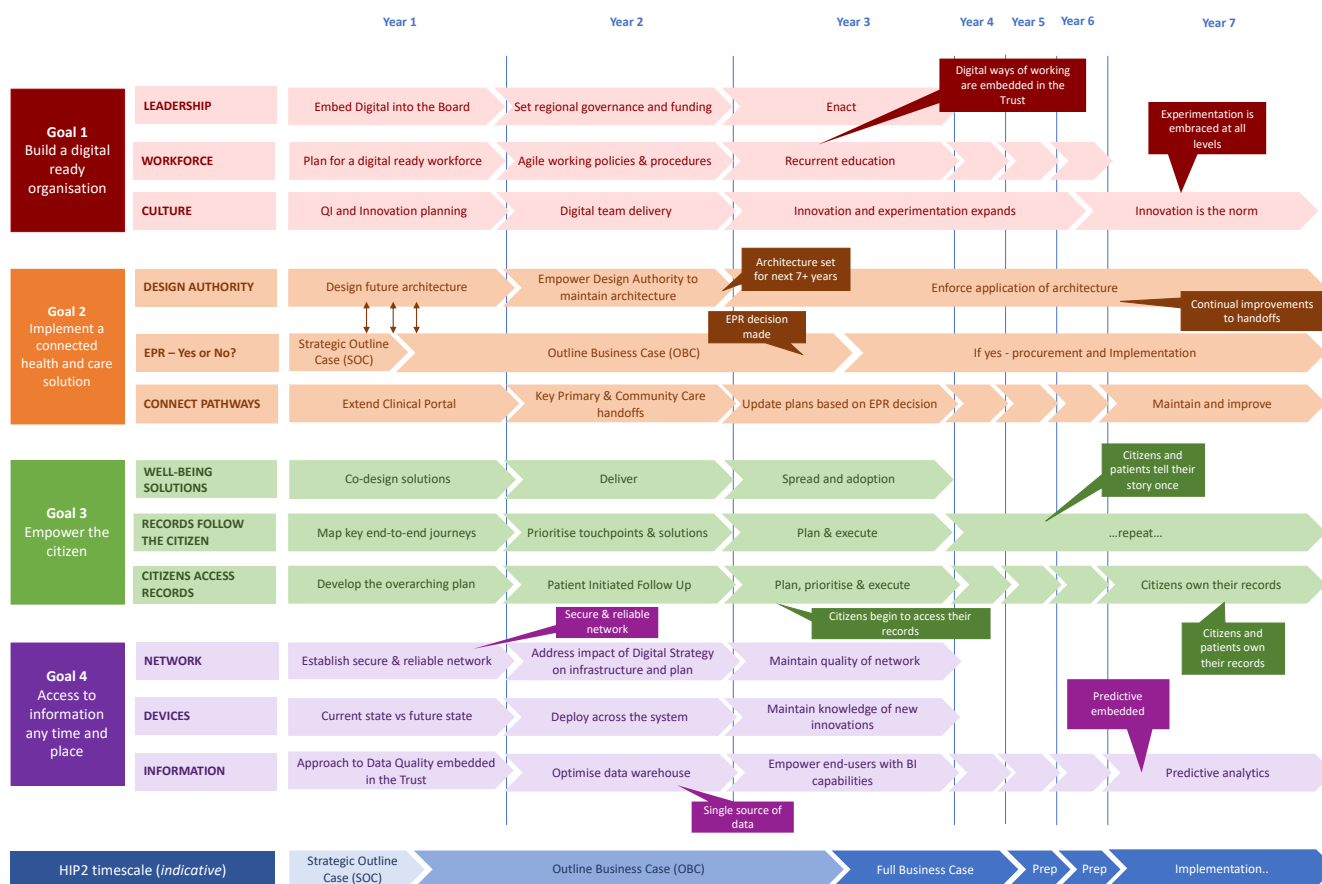 Year 1
Year 2
Year 3
Year 4
Year 5
Year 6
Year 7
Goal 1
Build a digital
ready
organisation
LEADERSHIP
Embed Digital into the Board
Set regional governance and funding
Enact
Digital ways of working
are embedded in the
Trust
WORKFORCE
Plan for a digital ready workforce
Agile working policies & procedures
Recurrent education
Experimentation is
embraced at all
levels
CULTURE
QI and Innovation planning
Digital team delivery
Innovation and experimentation expands
Innovation is the norm
Goal 2
Implement a
connected
health and care
solution
DESIGN AUTHORITY
Design future architecture
Empower Design Authority to
maintain architecture
Architecture set
for next 7+ years
Enforce application of architecture
Continual improvements
to handoffs
EPR – Yes or No?
Strategic Outline
Case (SOC)
Outline Business Case (OBC)
EPR decision
made
If yes - procurement and Implementation
CONNECT PATHWAYS
Extend Clinical Portal
Key Primary & Community Care
handoffs
Update plans based on EPR decision
Maintain and improve
Goal 3
Empower the
citizen
WELL-BEING
SOLUTIONS
Co-design solutions
Deliver
Spread and adoption
Citizens and
patients tell their
story once
RECORDS FOLLOW
THE CITIZEN
Map key end-to-end journeys
Prioritise touchpoints & solutions
Plan & execute
...repeat...
CITIZENS ACCESS
RECORDS
Develop the overarching plan
Patient Initiated Follow Up
Plan, prioritise & execute
Citizens own their records
Citizens begin to access their
records
Citizens and
patients own
their records
Goal 4
Access to
information
any time and
place
Secure & reliable
network
NETWORK
Establish secure & reliable network
Address impact of Digital Strategy
on infrastructure and plan
Maintain quality of network
DEVICES
Current state vs future state
Deploy across the system
Maintain knowledge of new
innovations
Predictive
embedded
INFORMATION
Approach to Data Quality embedded
in the Trust
Optimise data warehouse
Empower end-users with BI
capabilities
Predictive analytics
Single source of
data
HIP2 timescale (indicative)
Strategic Outline
Case (SOC)
Outline Business Case (OBC)
Full Business Case
Prep
Prep
Implementation..